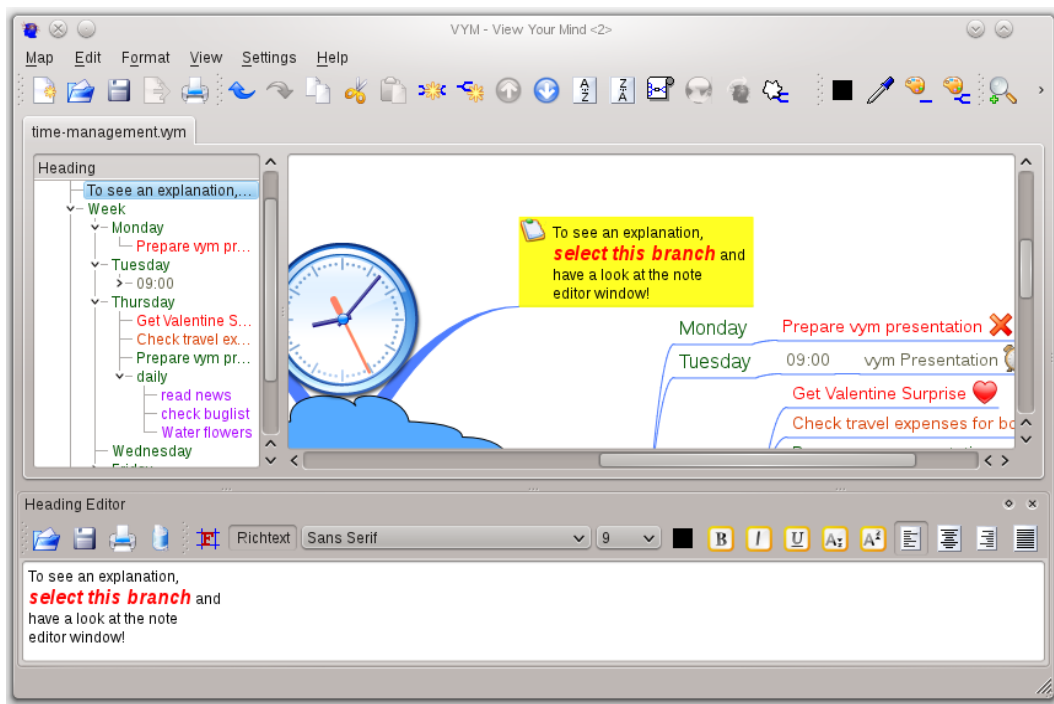 VYM - View Your Mind <2>
Map Edit Format View Settings Help
time-management.vym
Heading
To see an explanation,...
Week
Monday
Prepare vym pr...
Tuesday
09:00
Thursday
Get Valentine S...
Check travel ex...
Prepare vym pr...
daily
read news
check buglist
Water flowers
Wednesday
To see an explanation,
select this branch and
have a look at the note
editor window!
Monday Prepare vym presentation
Tuesday 09:00 vym Presentation
Get Valentine Surprise
Check travel expenses for bo
Heading Editor
Richtext Sans Serif 9
To see an explanation,
select this branch and
have a look at the note
editor window!